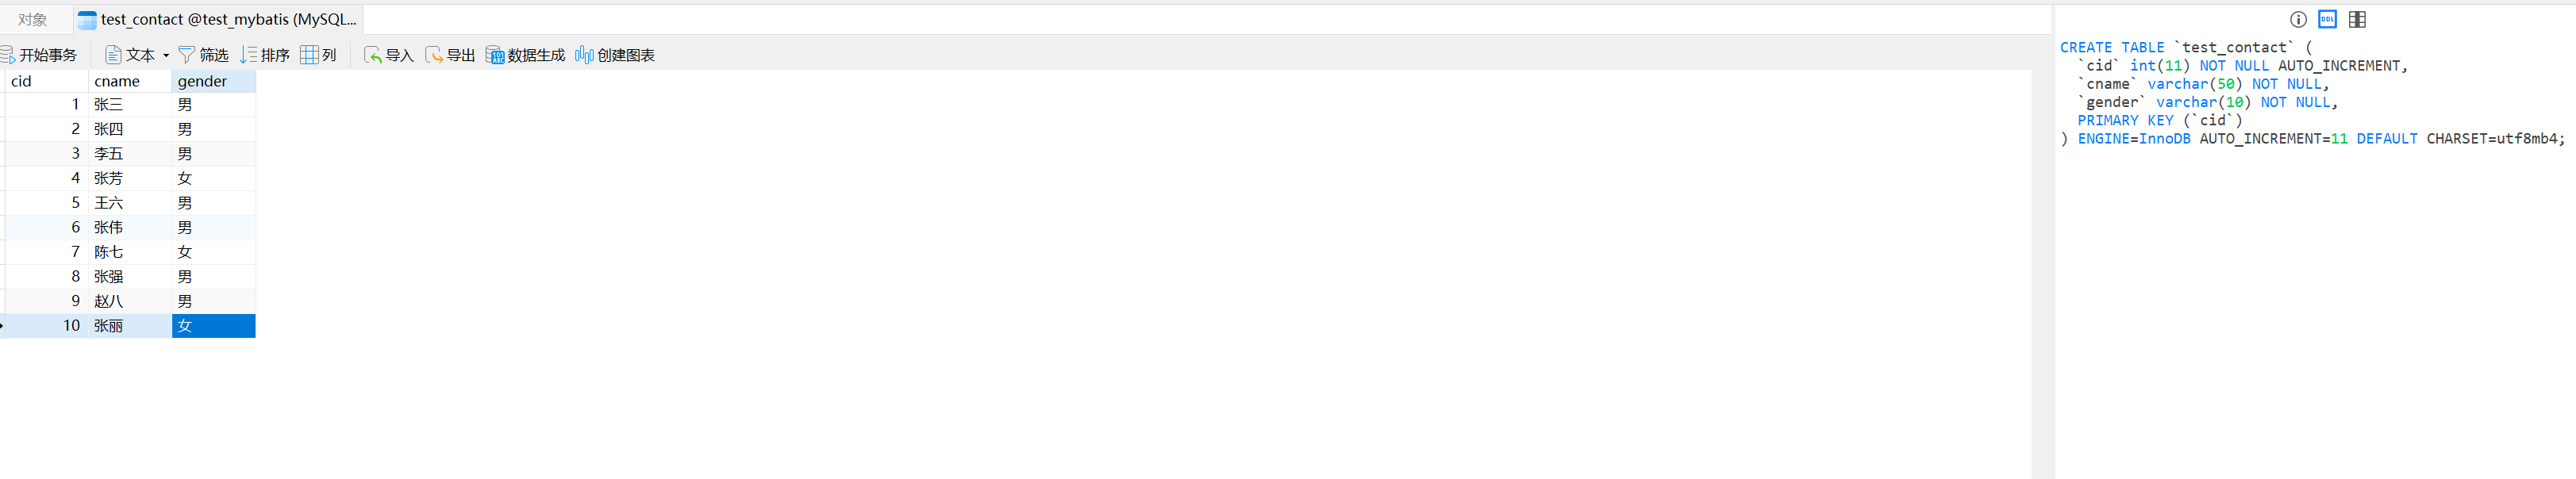 对象 test_contact @test_mybatis (MySQL...
开始事务 文本 筛选 排序 列 导入 导出 数据生成 创建图表
cid cname gender
1 张三 男
2 张四 男
3 李五 男
4 张芳 女
5 王六 男
6 张伟 男
7 陈七 女
8 张强 男
9 赵八 男
10 张丽 女
DDL
CREATE TABLE `test_contact` (
`cid` int(11) NOT NULL AUTO_INCREMENT,
`cname` varchar(50) NOT NULL,
`gender` varchar(10) NOT NULL,
PRIMARY KEY (`cid`)
) ENGINE=InnoDB AUTO_INCREMENT=11 DEFAULT CHARSET=utf8mb4;